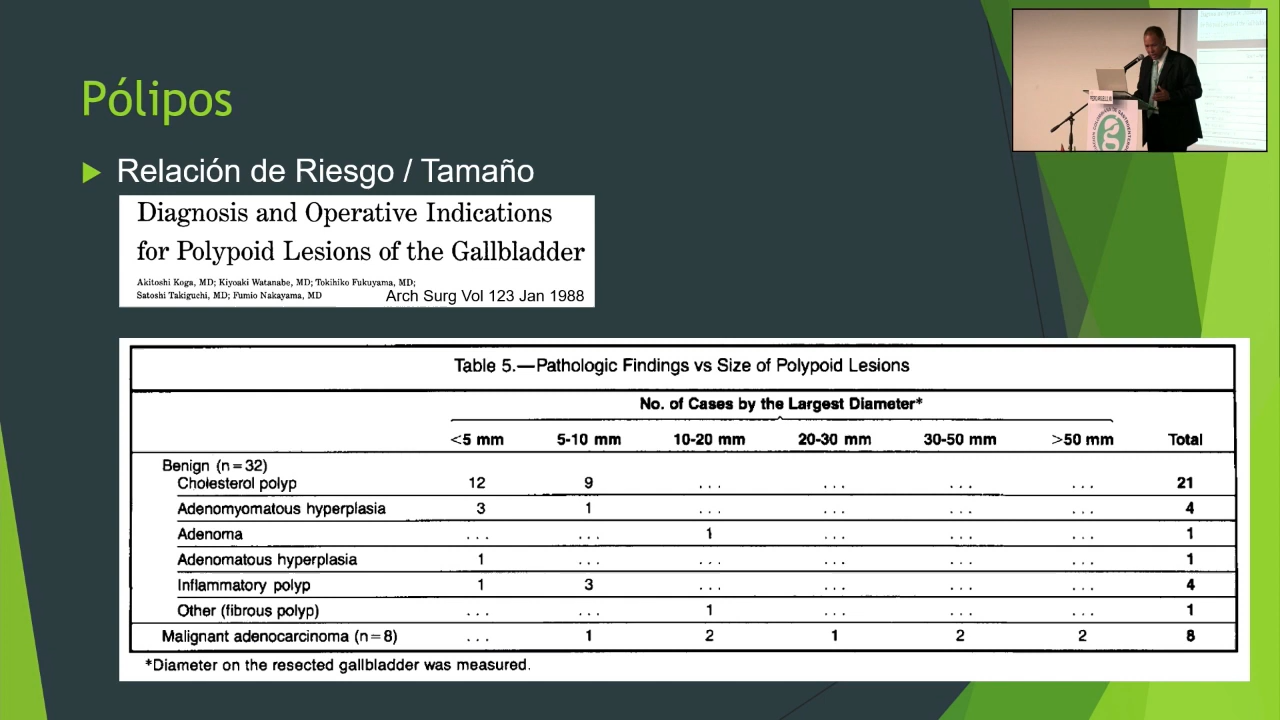 Pólipos
Relación de Riesgo / Tamaño
Diagnosis and Operative Indications
for Polypoid Lesions of the Gallbladder
Akitoshi Koga, MD; Kiyoaki Watanabe, MD; Tokihiko Fukuyama, MD;
Satoshi Takiguchi, MD; Fumio Nakayama, MD
Arch Surg Vol 123 Jan 1988
Table 5.—Pathologic Findings vs Size of Polypoid Lesions
No. of Cases by the Largest Diameter*
<5 mm 5-10 mm 10-20 mm 20-30 mm 30-50 mm >50 mm Total
Benign (n=32)
Cholesterol polyp 12 9 ... ... ... ... 21
Adenomyomatous hyperplasia 3 1 ... ... ... ... 4
Adenoma ... ... 1 ... ... ... 1
Adenomatous hyperplasia 1 ... ... ... ... ... 1
Inflammatory polyp 1 3 ... ... ... ... 4
Other (fibrous polyp) ... ... 1 ... ... ... 1
Malignant adenocarcinoma (n=8) ... 1 2 1 2 2 8
*Diameter on the resected gallbladder was measured.